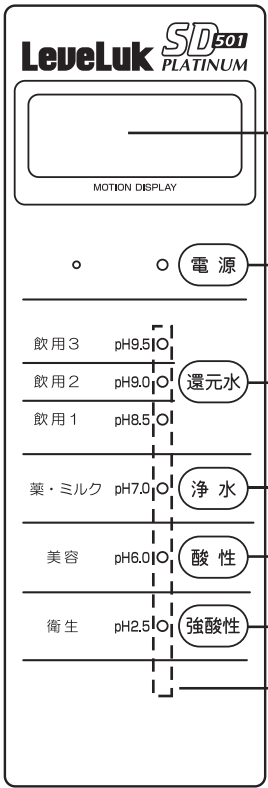 LeveLuk SD501
PLATINUM
MOTION DISPLAY
電源
飲用3 pH9.5
飲用2 pH9.0 還元水
飲用1 pH8.5
薬・ミルク pH7.0 浄水
美容 pH6.0 酸性
衛生 pH2.5 強酸性